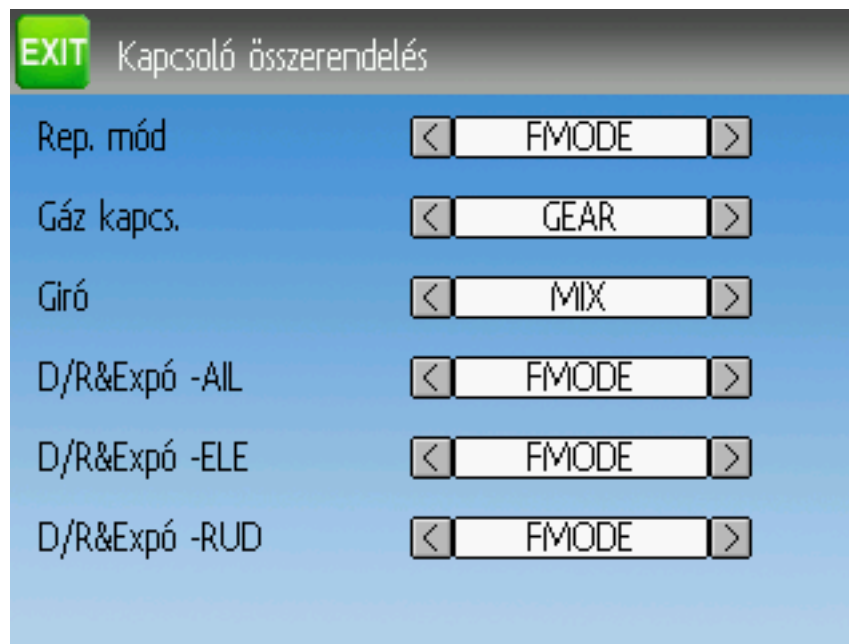 EXIT Kapcsoló összerendelés
Rep. mód < FMODE >
Gáz kapcs. < GEAR >
Giró < MIX >
D/R&Expó -AIL < FMODE >
D/R&Expó -ELE < FMODE >
D/R&Expó -RUD < FMODE >